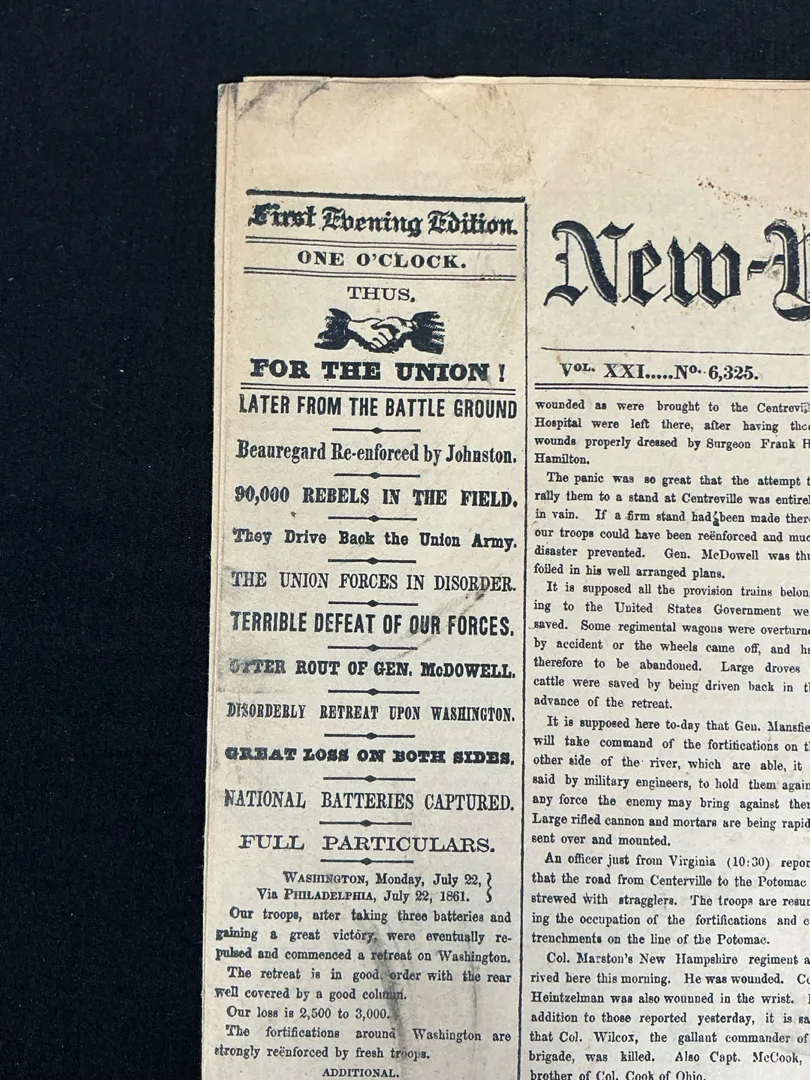 First Evening Edition.
ONE O'CLOCK.
THUS,
FOR THE UNION!
LATER FROM THE BATTLE GROUND
Beauregard Re-enforced by Johnston.
90,000 REBELS IN THE FIELD.
They Drive Back the Union Army.
THE UNION FORCES IN DISORDER.
TERRIBLE DEFEAT OF OUR FORCES.
UTTER ROUT OF GEN. McDOWELL.
DISORDERLY RETREAT UPON WASHINGTON.
GREAT LOSS ON BOTH SIDES.
NATIONAL BATTERIES CAPTURED.
FULL PARTICULARS.
WASHINGTON, Monday, July 22,
Via PHILADELPHIA, July 22, 1861.
Our troops, after taking three batteries and
gaining a great victory, were eventually re-
pulsed and commenced a retreat on Washington.
The retreat is in good order with the rear
well covered by a good column.
Our loss is 2,500 to 3,000.
The fortifications around Washington are
strongly reënforced by fresh troops.
ADDITIONAL.
New-
VOL. XXI.....No. 6,325.
wounded as were brought to the
Hospital were left there, after having
wounds properly dressed by Surgeon Frank H
Hamilton.
The panic was so great that the attempt
rally them to a stand at Centreville was
in vain. If a firm stand had been made
our troops could have been reënforced and
disaster prevented. Gen. McDowell was
foiled in his well arranged plans.
It is supposed all the provision trains belon
ing to the United States Government
saved. Some regimental wagons were
by accident or the wheels came off, and
therefore to be abandoned. Large droves
cattle were saved by being driven back in
advance of the retreat.
It is supposed here to-day that Gen.
will take command of the fortifications on
other side of the river, which are able, it
said by military engineers, to hold them
any force the enemy may bring against
Large rifled cannon and mortars are being
sent over and mounted.
An officer just from Virginia (10:30)
that the road from Centerville to the Potomac
strewed with stragglers. The troops are
ing the occupation of the fortifications and
trenchments on the line of the Potomac.
Col. Marston's New Hampshire regiment
rived here this morning. He was wounded.
Heintzelman was also wounned in the wrist.
addition to those reported yesterday, it is
that Col. Wilcox, the gallant commander of
brigade, was killed. Also Capt. McCook,
brother of Col. Cook of Ohio.